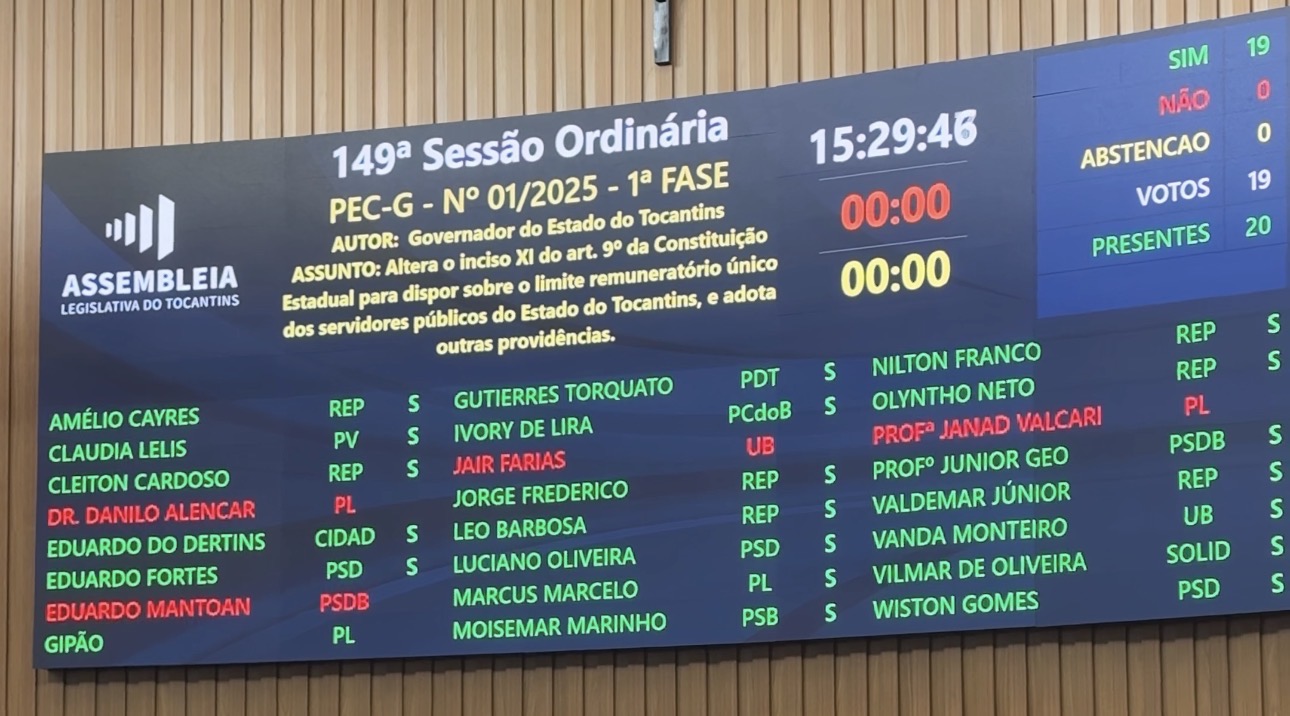 149ª Sessão Ordinária
PEC-G - Nº 01/2025 - 1ª FASE
AUTOR: Governador do Estado do Tocantins
ASSUNTO: Altera o inciso XI do art. 9º da Constituição
Estadual para dispor sobre o limite remuneratório único
dos servidores públicos do Estado do Tocantins, e adota
outras providências.
ASSEMBLEIA
LEGISLATIVA DO TOCANTINS
00:00
00:00
SIM 19
NÃO 0
ABSTENCAO 0
VOTOS 19
PRESENTES 20
AMÉLIO CAYRES REP S
CLAUDIA LELIS PV S
CLEITON CARDOSO REP S
DR. DANILO ALENCAR PL
EDUARDO DO DERTINS CIDAD S
EDUARDO FORTES PSD S
EDUARDO MANTOAN PSDB
GIPÃO PL
GUTIERRES TORQUATO PDT S
IVORY DE LIRA PCdoB S
JAIR FARIAS UB
JORGE FREDERICO REP S
LEO BARBOSA REP S
LUCIANO OLIVEIRA PSD S
MARCUS MARCELO PL S
MOISEMAR MARINHO PSB S
NILTON FRANCO REP S
OLYNTHO NETO REP S
PROFª JANAD VALCARI PL
PROFº JUNIOR GEO PSDB S
VALDEMAR JÚNIOR REP S
VANDA MONTEIRO UB S
VILMAR DE OLIVEIRA SOLID S
WISTON GOMES PSD S